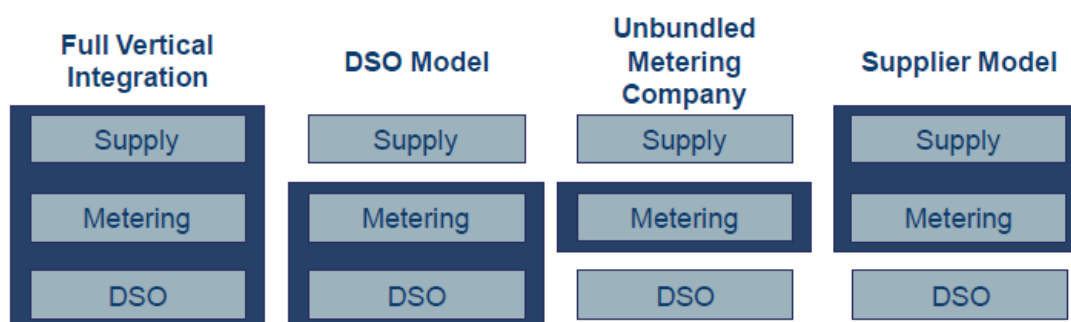 Full Vertical
Integration
Supply
Metering
DSO
DSO Model
Supply
Metering
DSO
Unbundled
Metering
Company
Supply
Metering
DSO
Supplier Model
Supply
Metering
DSO